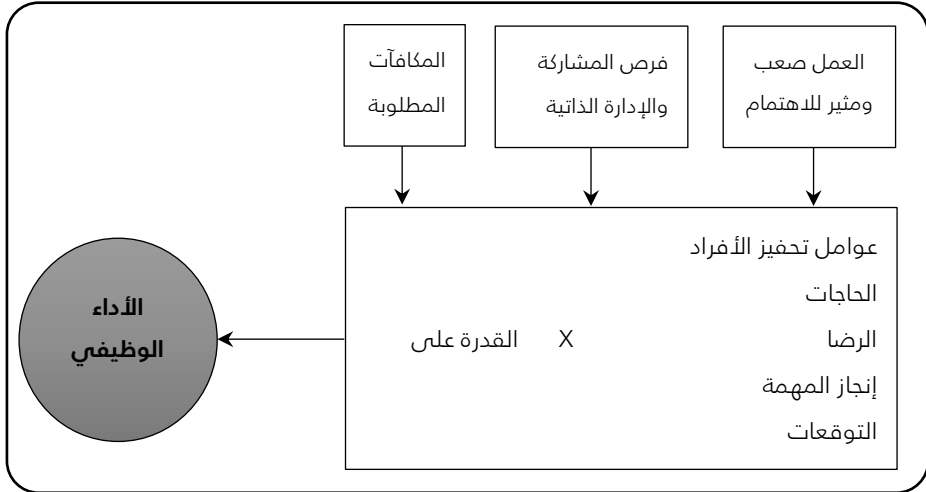 العمل صعب
ومثير للاهتمام
فرص المشاركة
والإدارة الذاتية
المكافآت
المطلوبة
عوامل تحفيز الأفراد
الحاجات
الرضا X القدرة على
إنجاز المهمة
التوقعات
الأداء
الوظيفي